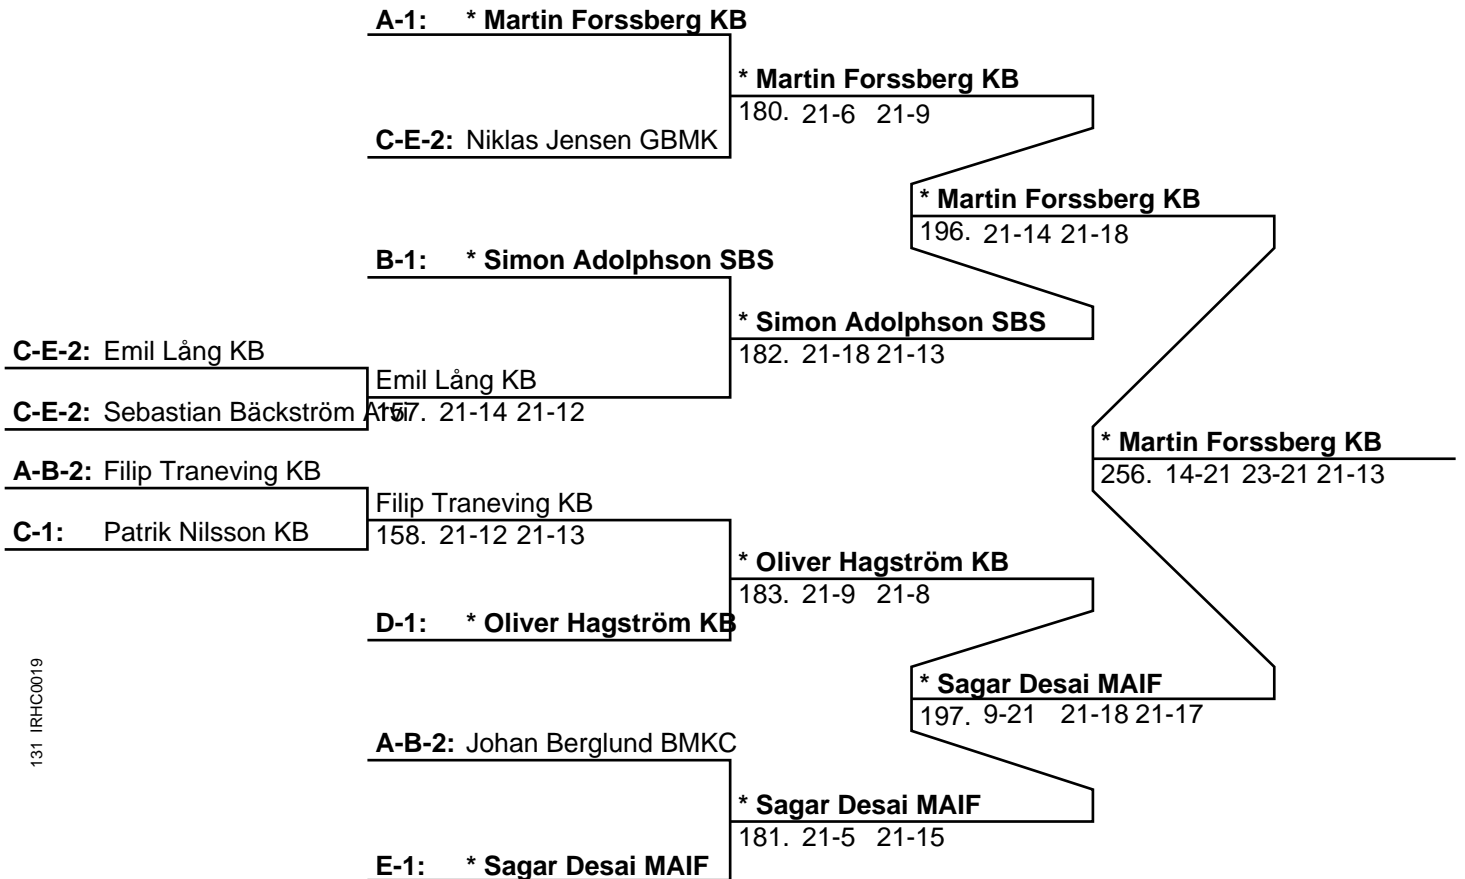 A-1: * Martin Forssberg KB
* Martin Forssberg KB
180. 21-6 21-9
C-E-2: Niklas Jensen GBMK
* Martin Forssberg KB
196. 21-14 21-18
B-1: * Simon Adolphson SBS
* Simon Adolphson SBS
182. 21-18 21-13
C-E-2: Emil Lång KB
Emil Lång KB
157. 21-14 21-12
C-E-2: Sebastian Bäckström Arvi
* Martin Forssberg KB
256. 14-21 23-21 21-13
A-B-2: Filip Traneving KB
Filip Traneving KB
158. 21-12 21-13
C-1: Patrik Nilsson KB
* Oliver Hagström KB
183. 21-9 21-8
D-1: * Oliver Hagström KB
* Sagar Desai MAIF
197. 9-21 21-18 21-17
A-B-2: Johan Berglund BMKC
* Sagar Desai MAIF
181. 21-5 21-15
E-1: * Sagar Desai MAIF
131 IRHC0019